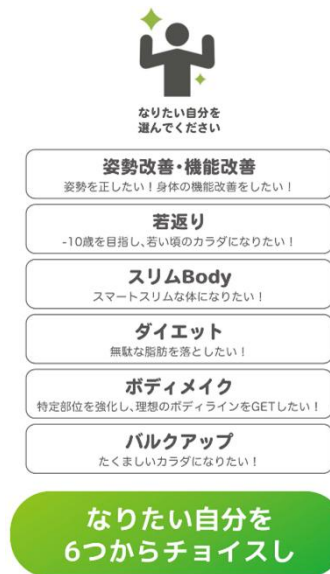 なりたい自分を
選んでください
姿勢改善・機能改善
姿勢を正したい！身体の機能改善をしたい！
若返り
-10歳を目指し、若い頃のカラダになりたい！
スリムBody
スマートスリムな体になりたい！
ダイエット
無駄な脂肪を落としたい！
ボディメイク
特定部位を強化し、理想のボディラインをGETしたい！
バルクアップ
たくましいカラダになりたい！
なりたい自分を
6つからチョイスし